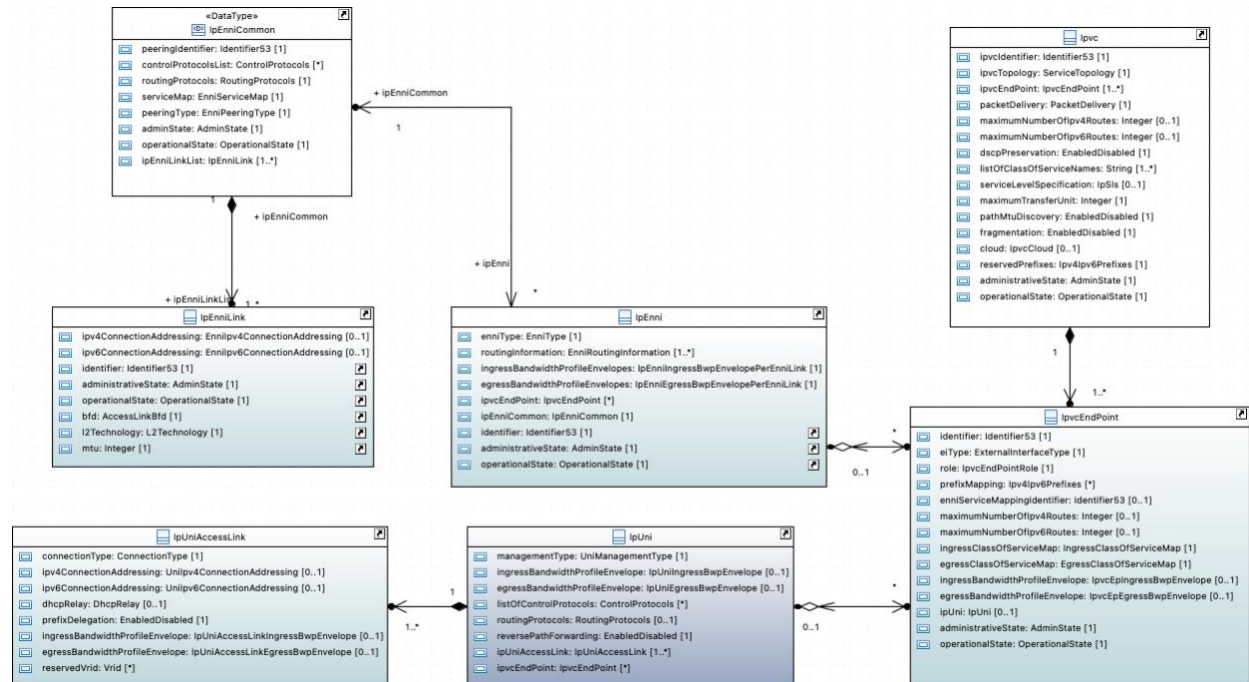 «DataType»
IpEnniCommon
peeringIdentifier: Identifier53 [1]
controlProtocolsList: ControlProtocols [*]
routingProtocols: RoutingProtocols [1]
serviceMap: EnniServiceMap [1]
peeringType: EnniPeeringType [1]
adminState: AdminState [1]
operationalState: OperationalState [1]
ipEnniLinkList: IpEnniLink [1..*]
+ ipEnniCommon
1
1
+ ipEnniCommon
+ ipEnni
*
+ ipEnniLinkList
1..*
Ipvc
ipvcIdentifier: Identifier53 [1]
ipvcTopology: ServiceTopology [1]
ipvcEndPoint: IpvcEndPoint [1..*]
packetDelivery: PacketDelivery [1]
maximumNumberOfIpv4Routes: Integer [0..1]
maximumNumberOfIpv6Routes: Integer [0..1]
dscpPreservation: EnabledDisabled [1]
listOfClassOfServiceNames: String [1..*]
serviceLevelSpecification: IpSls [0..1]
maximumTransferUnit: Integer [1]
pathMtuDiscovery: EnabledDisabled [1]
fragmentation: EnabledDisabled [1]
cloud: IpvcCloud [0..1]
reservedPrefixes: Ipv4Ipv6Prefixes [1]
administrativeState: AdminState [1]
operationalState: OperationalState [1]
1
1..*
IpEnniLink
ipv4ConnectionAddressing: EnniIpv4ConnectionAddressing [0..1]
ipv6ConnectionAddressing: EnniIpv6ConnectionAddressing [0..1]
identifier: Identifier53 [1]
administrativeState: AdminState [1]
operationalState: OperationalState [1]
bfd: AccessLinkBfd [1]
l2Technology: L2Technology [1]
mtu: Integer [1]
IpEnni
enniType: EnniType [1]
routingInformation: EnniRoutingInformation [1..*]
ingressBandwidthProfileEnvelopes: IpEnniIngressBwpEnvelopePerEnniLink [1]
egressBandwidthProfileEnvelopes: IpEnniEgressBwpEnvelopePerEnniLink [1]
ipvcEndPoint: IpvcEndPoint [*]
ipEnniCommon: IpEnniCommon [1]
identifier: Identifier53 [1]
administrativeState: AdminState [1]
operationalState: OperationalState [1]
*
0..1
IpvcEndPoint
identifier: Identifier53 [1]
eiType: ExternalInterfaceType [1]
role: IpvcEndPointRole [1]
prefixMapping: Ipv4Ipv6Prefixes [*]
enniServiceMappingIdentifier: Identifier53 [0..1]
maximumNumberOfIpv4Routes: Integer [0..1]
maximumNumberOfIpv6Routes: Integer [0..1]
ingressClassOfServiceMap: IngressClassOfServiceMap [1]
egressClassOfServiceMap: EgressClassOfServiceMap [1]
ingressBandwidthProfileEnvelope: IpvcEpIngressBwpEnvelope [0..1]
egressBandwidthProfileEnvelope: IpvcEpEgressBwpEnvelope [0..1]
ipUni: IpUni [0..1]
administrativeState: AdminState [1]
operationalState: OperationalState [1]
IpUniAccessLink
connectionType: ConnectionType [1]
ipv4ConnectionAddressing: UniIpv4ConnectionAddressing [0..1]
ipv6ConnectionAddressing: UniIpv6ConnectionAddressing [0..1]
dhcpRelay: DhcpRelay [0..1]
prefixDelegation: EnabledDisabled [1]
ingressBandwidthProfileEnvelope: IpUniAccessLinkIngressBwpEnvelope [0..1]
egressBandwidthProfileEnvelope: IpUniAccessLinkEgressBwpEnvelope [0..1]
reservedVrid: Vrid [*]
1
1..*
IpUni
managementType: UniManagementType [1]
ingressBandwidthProfileEnvelope: IpUniIngressBwpEnvelope [0..1]
egressBandwidthProfileEnvelope: IpUniEgressBwpEnvelope [0..1]
listOfControlProtocols: ControlProtocols [*]
routingProtocols: RoutingProtocols [0..1]
reversePathForwarding: EnabledDisabled [1]
ipUniAccessLink: IpUniAccessLink [1..*]
ipvcEndPoint: IpvcEndPoint [*]
*
0..1